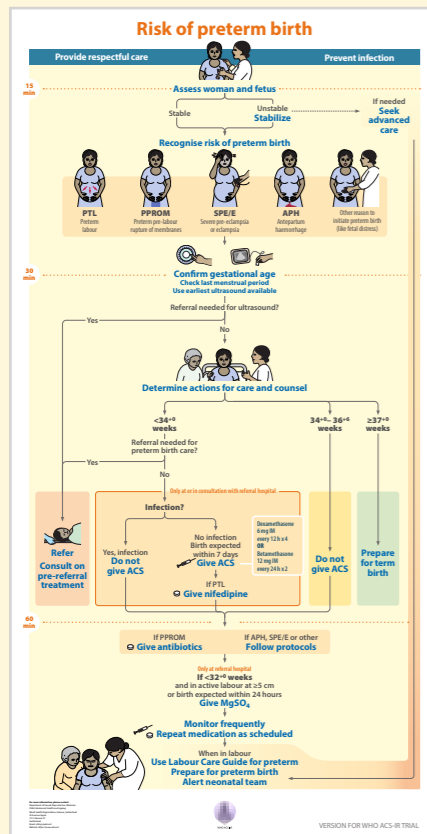 Risk of preterm birth
Provide respectful care
Prevent infection
15
min
Assess woman and fetus
Stable
Unstable
Stabilize
If needed
Seek
advanced
care
Recognise risk of preterm birth
PTL
Preterm
labour
PPROM
Preterm pre-labour
rupture of membranes
SPE/E
Severe pre-eclampsia
or eclampsia
APH
Antepartum
haemorrhage
Other reason to
initiate preterm birth
(like fetal distress)
30
min
Confirm gestational age
Check last menstrual period
Use earliest ultrasound available
Referral needed for ultrasound?
Yes
No
Determine actions for care and counsel
<34+0
weeks
34+0– 36+6
weeks
≥37+0
weeks
Referral needed for
preterm birth care?
Yes
No
Only at or in consultation with referral hospital
Infection?
Yes, infection
Do not
give ACS
No infection
Birth expected
within 7 days
Give ACS
Dexamethasone
6 mg IM
every 12 h x 4
OR
Betamethasone
12 mg IM
every 24 h x 2
If PTL
Give nifedipine
Refer
Consult on
pre-referral
treatment
Do not
give ACS
Prepare
for term
birth
60
min
If PPROM
Give antibiotics
If APH, SPE/E or other
Follow protocols
Only at referral hospital
If <32+0 weeks
and in active labour at ≥5 cm
or birth expected within 24 hours
Give MgSO4
Monitor frequently
Repeat medication as scheduled
When in labour
Use Labour Care Guide for preterm
Prepare for preterm birth
Alert neonatal team
VERSION FOR WHO ACS-IR TRIAL